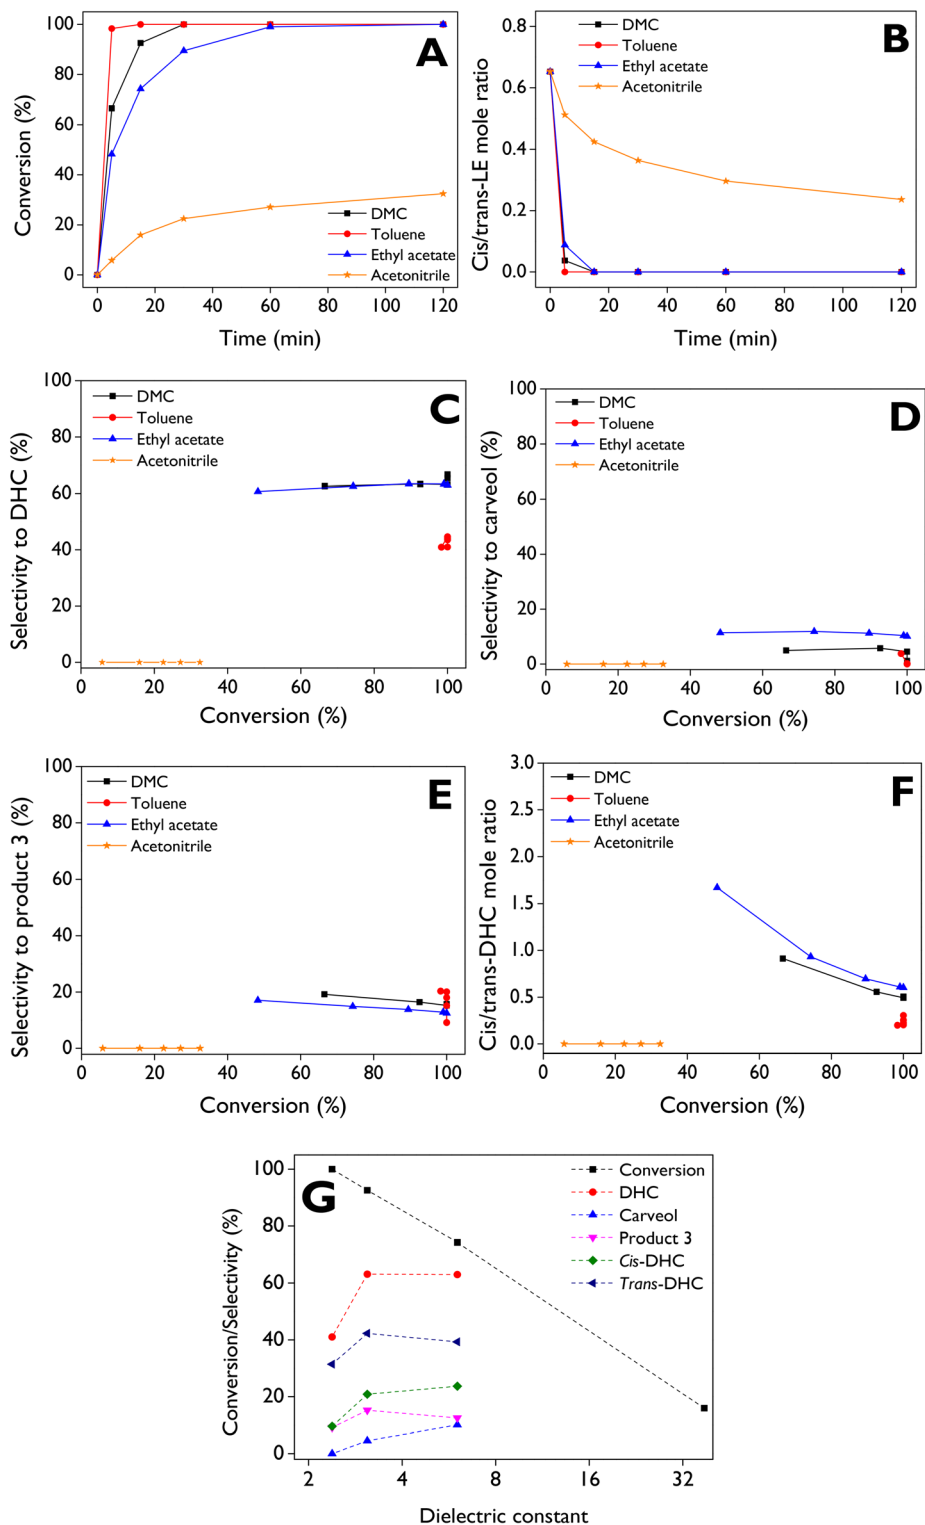 A
Conversion (%)
100
80
60
40
20
0
DMC
Toluene
Ethyl acetate
Acetonitrile
0 20 40 60 80 100 120
Time (min)
B
Cis/trans-LE mole ratio
0.8
0.6
0.4
0.2
0.0
DMC
Toluene
Ethyl acetate
Acetonitrile
0 20 40 60 80 100 120
Time (min)
C
Selectivity to DHC (%)
100
80
60
40
20
0
DMC
Toluene
Ethyl acetate
Acetonitrile
0 20 40 60 80 100
Conversion (%)
D
Selectivity to carveol (%)
100
80
60
40
20
0
DMC
Toluene
Ethyl acetate
Acetonitrile
0 20 40 60 80 100
Conversion (%)
E
Selectivity to product 3 (%)
100
80
60
40
20
0
DMC
Toluene
Ethyl acetate
Acetonitrile
0 20 40 60 80 100
Conversion (%)
F
Cis/trans-DHC mole ratio
3.0
2.5
2.0
1.5
1.0
0.5
0.0
DMC
Toluene
Ethyl acetate
Acetonitrile
0 20 40 60 80 100
Conversion (%)
G
Conversion/Selectivity (%)
100
80
60
40
20
0
Conversion
DHC
Carveol
Product 3
Cis-DHC
Trans-DHC
2 4 8 16 32
Dielectric constant